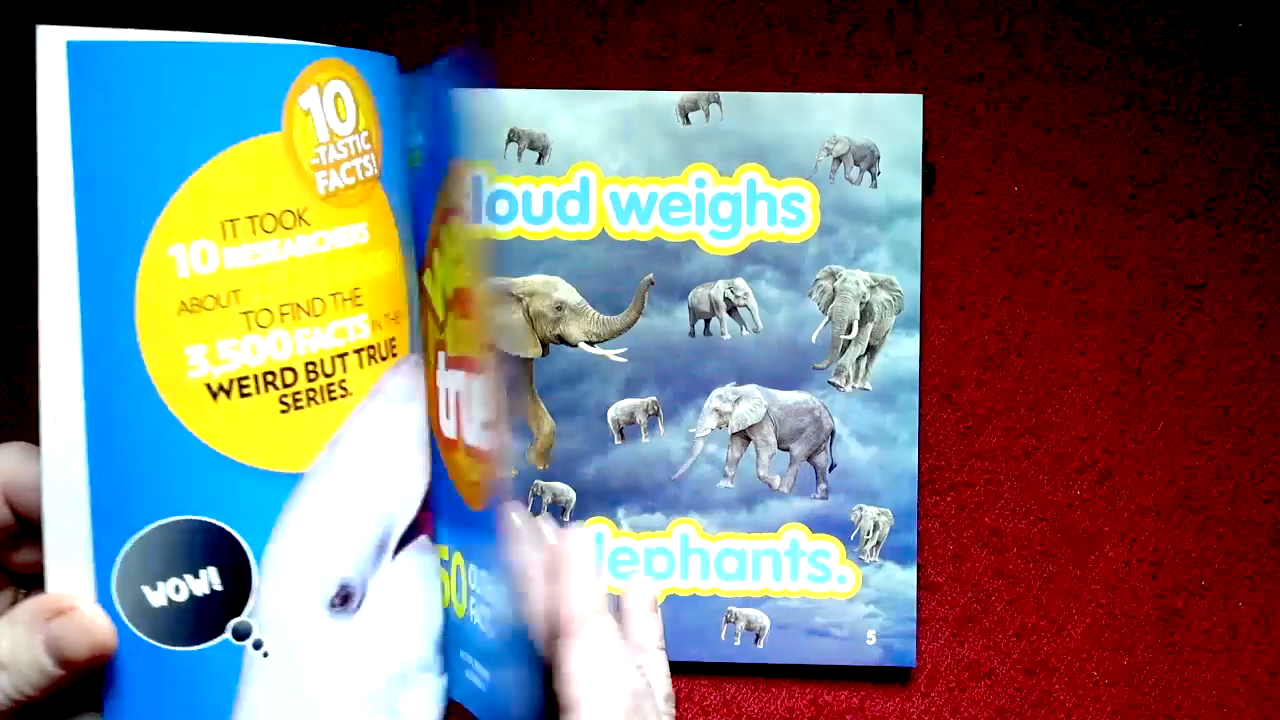 10
-TASTIC
FACTS!
IT TOOK
10 RESEARCHERS
ABOUT
TO FIND THE
3,500 FACTS IN THE
WEIRD BUT TRUE
SERIES.
WOW!
tru
50
loud weighs
lephants.
5